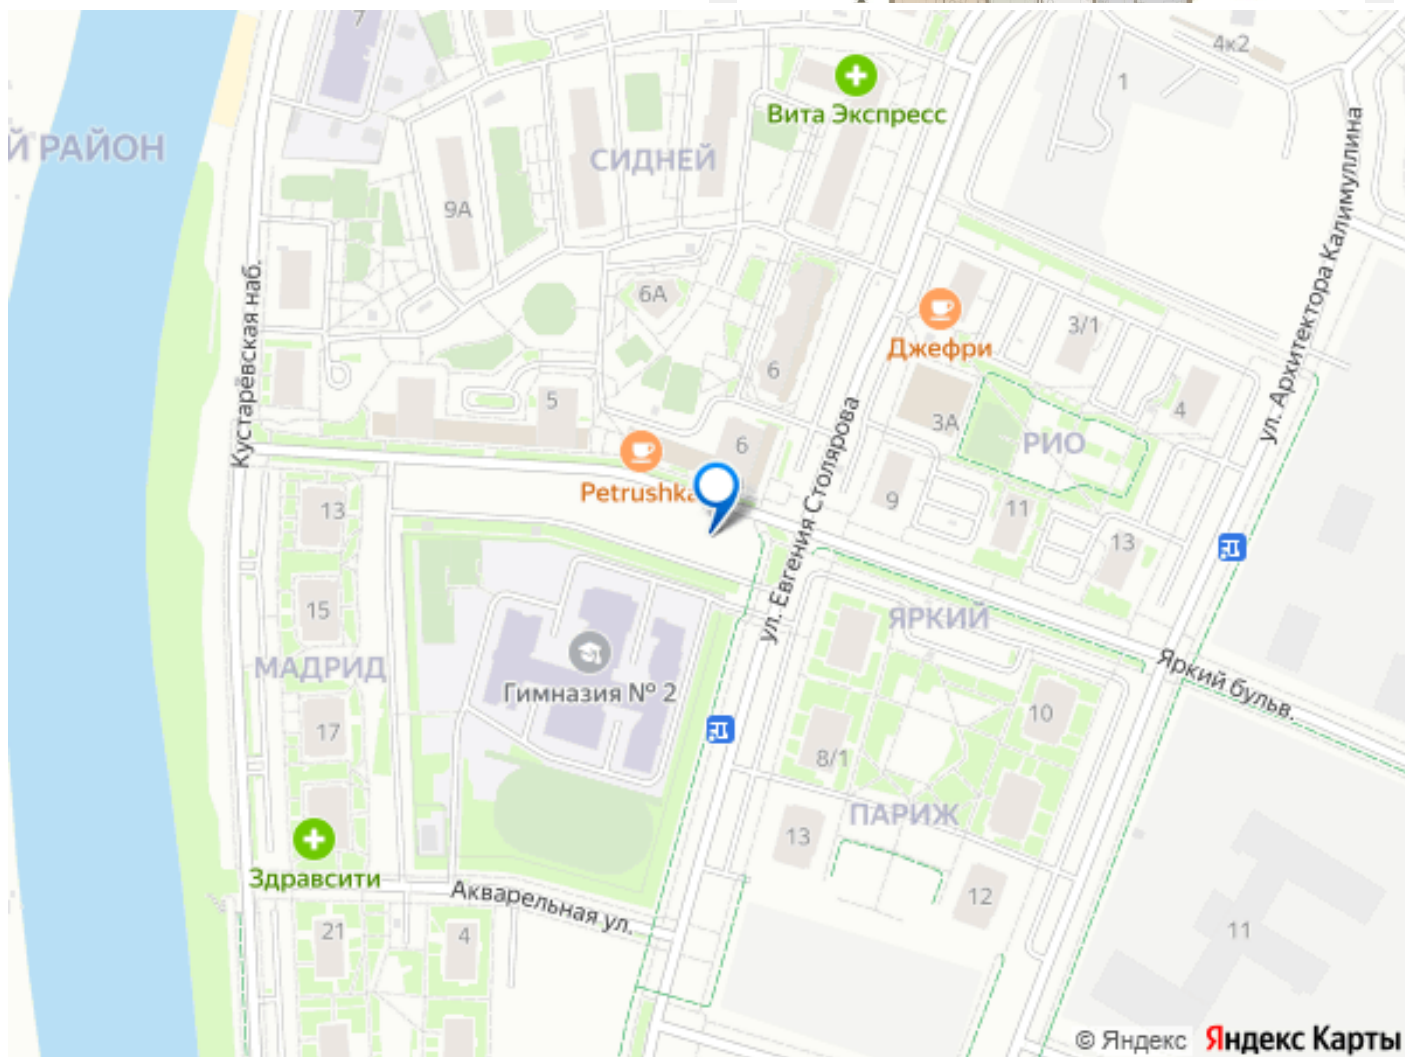 7
4к2
1
Вита Экспресс
Й РАЙОН
СИДНЕЙ
9А
ул. Архитектора Калимуллина
Кустарёвская наб.
6А
3/1
Джефри
6
5
4
3А
РИО
6
Petrushka
ул. Евгения Столярова
9
11
13
13
15
ЯРКИЙ
МАДРИД
Гимназия № 2
Яркий бульв.
17
10
8/1
ПАРИЖ
13
Здравсити
Акварельная ул.
12
21
4
11
© Яндекс Яндекс Карты